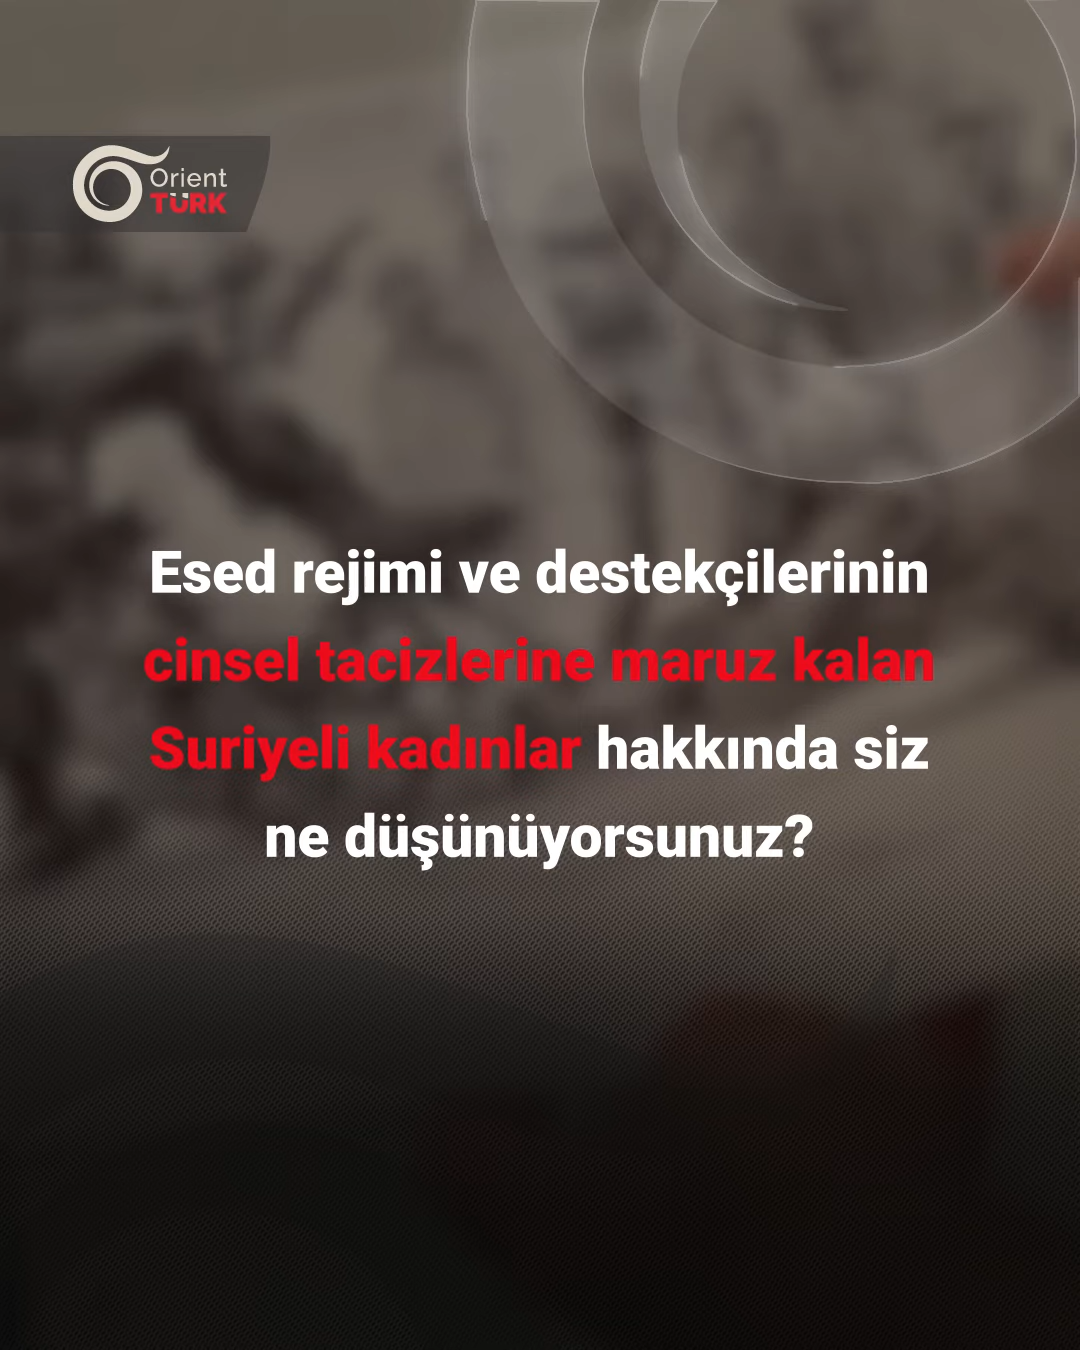 Orient
TÜRK
Esed rejimi ve destekçilerinin
cinsel tacizlerine maruz kalan
Suriyeli kadınlar hakkında siz
ne düşünüyorsunuz?